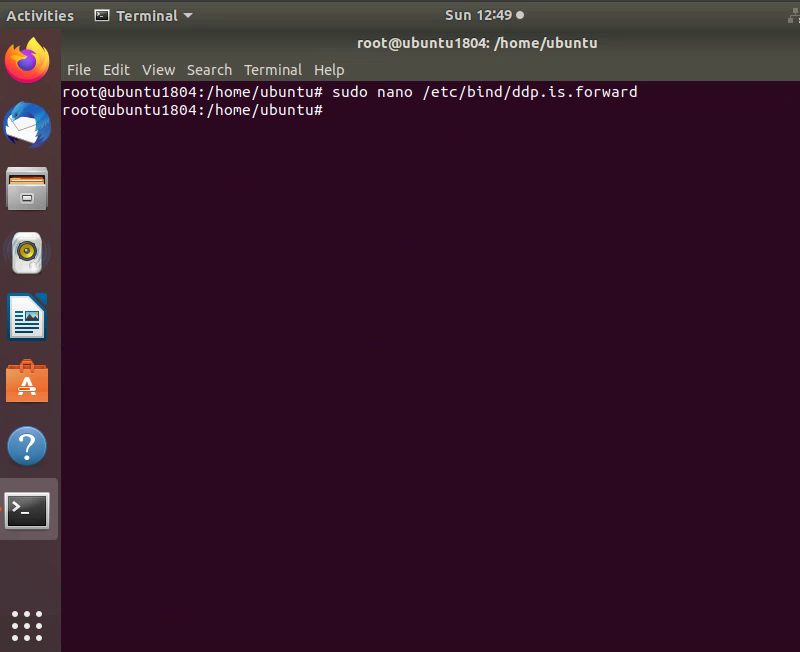 Activities Terminal Sun 12:49
root@ubuntu1804: /home/ubuntu
File Edit View Search Terminal Help
root@ubuntu1804:/home/ubuntu# sudo nano /etc/bind/ddp.is.forward
root@ubuntu1804:/home/ubuntu#